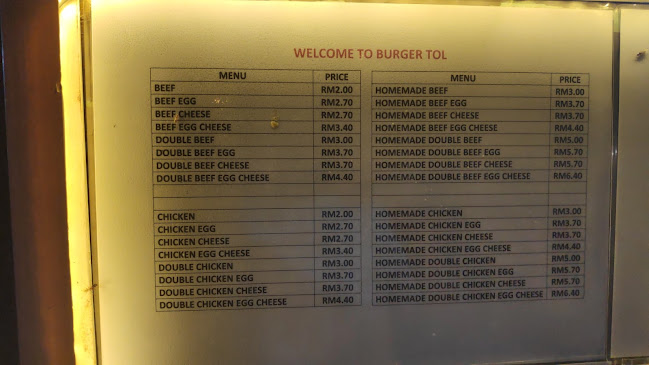 WELCOME TO BURGER TOL
MENU PRICE
BEEF RM2.00
BEEF EGG RM2.70
BEEF CHEESE RM2.70
BEEF EGG CHEESE RM3.40
DOUBLE BEEF RM3.00
DOUBLE BEEF EGG RM3.70
DOUBLE BEEF CHEESE RM3.70
DOUBLE BEEF EGG CHEESE RM4.40
CHICKEN RM2.00
CHICKEN EGG RM2.70
CHICKEN CHEESE RM2.70
CHICKEN EGG CHEESE RM3.40
DOUBLE CHICKEN RM3.00
DOUBLE CHICKEN EGG RM3.70
DOUBLE CHICKEN CHEESE RM3.70
DOUBLE CHICKEN EGG CHEESE RM4.40
MENU PRICE
HOMEMADE BEEF RM3.00
HOMEMADE BEEF EGG RM3.70
HOMEMADE BEEF CHEESE RM3.70
HOMEMADE BEEF EGG CHEESE RM4.40
HOMEMADE DOUBLE BEEF RM5.00
HOMEMADE DOUBLE BEEF EGG RM5.70
HOMEMADE DOUBLE BEEF CHEESE RM5.70
HOMEMADE DOUBLE BEEF EGG CHEESE RM6.40
HOMEMADE CHICKEN RM3.00
HOMEMADE CHICKEN EGG RM3.70
HOMEMADE CHICKEN CHEESE RM3.70
HOMEMADE CHICKEN EGG CHEESE RM4.40
HOMEMADE DOUBLE CHICKEN RM5.00
HOMEMADE DOUBLE CHICKEN EGG RM5.70
HOMEMADE DOUBLE CHICKEN CHEESE RM5.70
HOMEMADE DOUBLE CHICKEN EGG CHEESE RM6.40